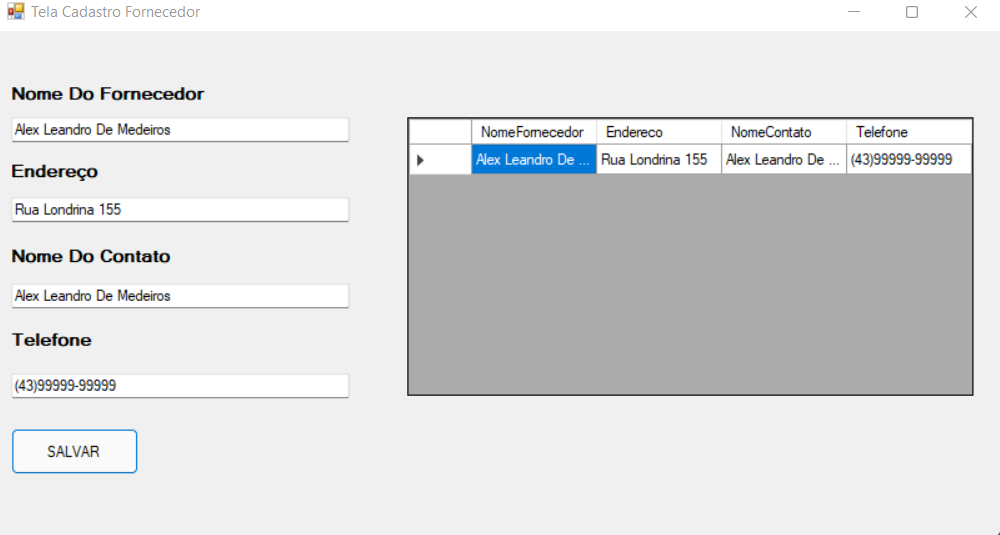 Tela Cadastro Fornecedor
Nome Do Fornecedor
Alex Leandro De Medeiros
Endereço
Rua Londrina 155
Nome Do Contato
Alex Leandro De Medeiros
Telefone
(43)99999-99999
SALVAR
NomeFornecedor Endereco NomeContato Telefone
Alex Leandro De ... Rua Londrina 155 Alex Leandro De ... (43)99999-99999